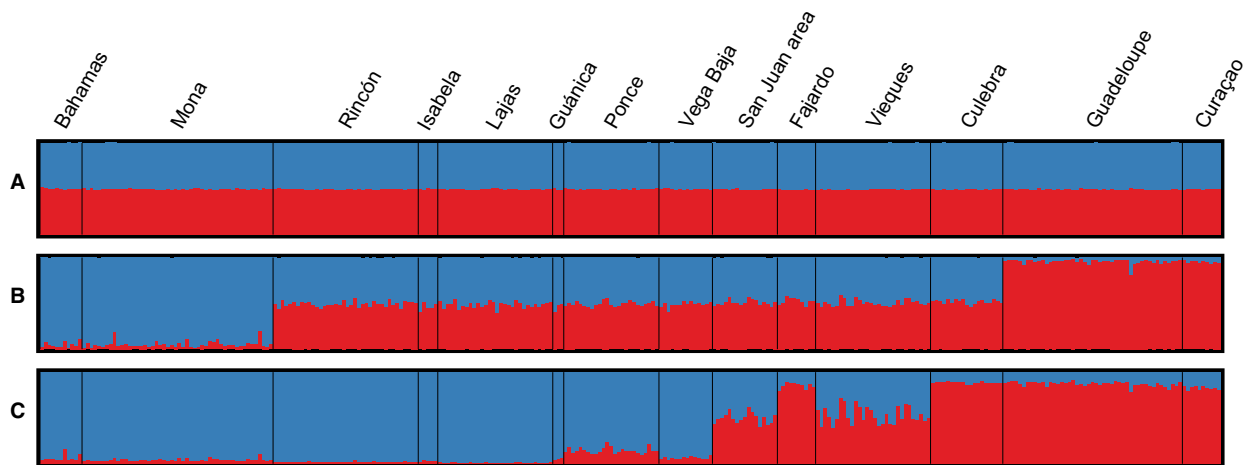 Bahamas
Mona
Rincón
Isabela
Lajas
Guánica
Ponce
Vega Baja
San Juan area
Fajardo
Vieques
Culebra
Guadeloupe
Curaçao
A
B
C